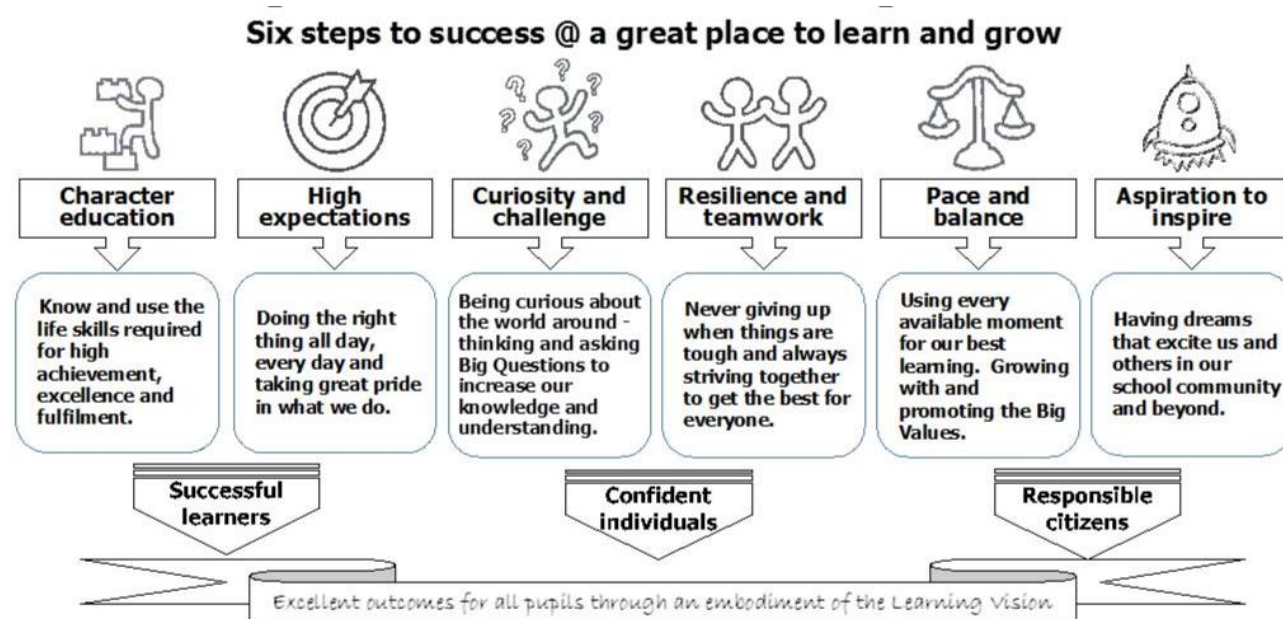 Six steps to success @ a great place to learn and grow
? ? ? ? ? ?
Character
education
High
expectations
Curiosity and
challenge
Resilience and
teamwork
Pace and
balance
Aspiration to
inspire
Know and use the
life skills required
for high
achievement,
excellence and
fulfilment.
Doing the right
thing all day,
every day and
taking great pride
in what we do.
Being curious about
the world around -
thinking and asking
Big Questions to
increase our
knowledge and
understanding.
Never giving up
when things are
tough and always
striving together
to get the best for
everyone.
Using every
available moment
for our best
learning. Growing
with and
promoting the Big
Values.
Having dreams
that excite us and
others in our
school community
and beyond.
Successful
learners
Confident
individuals
Responsible
citizens
Excellent outcomes for all pupils through an embodiment of the Learning Vision